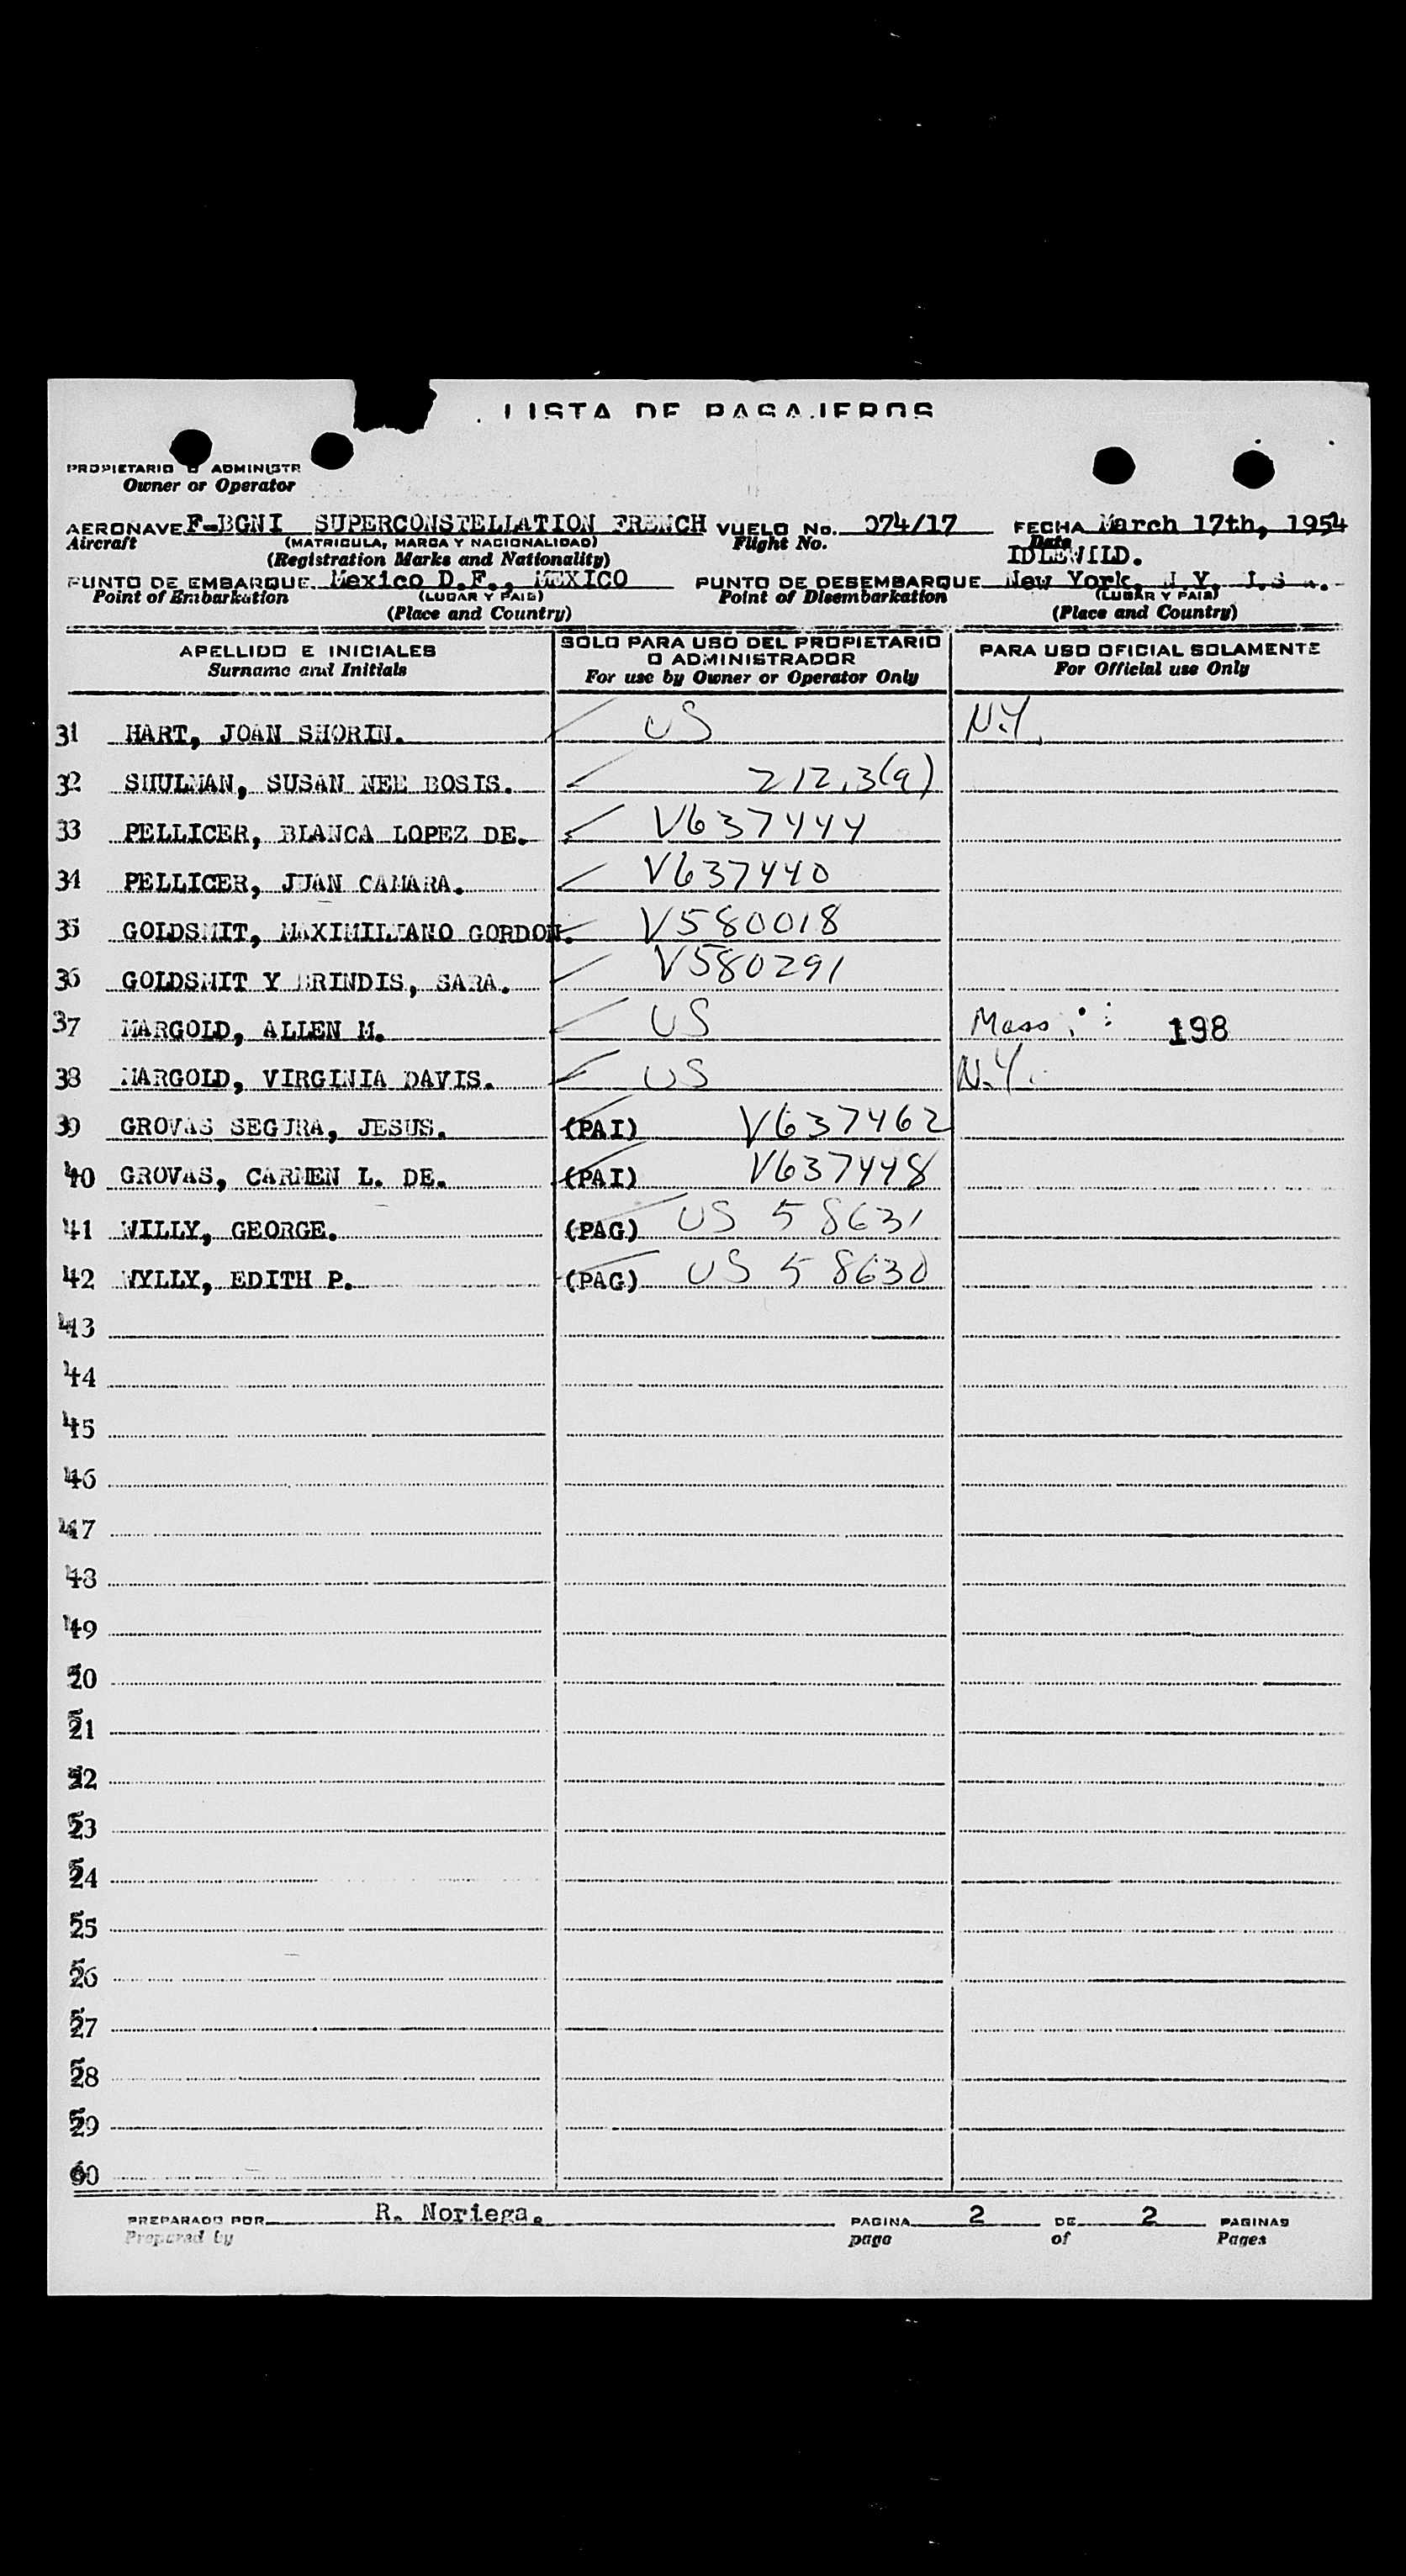 LISTA DE PASAJEROS
PROPIETARIO O ADMINISTR
Owner or Operator
AERONAVE F-BGNI SUPERCONSTELLATION FRENCH VUELO No. 074/17 FECHA March 17th, 1954
Aircraft (MATRICULA, MARCA Y NACIONALIDAD) Flight No. Date
(Registration Marks and Nationality) IDLEWILD.
PUNTO DE EMBARQUE Mexico D.F., MEXICO PUNTO DE DESEMBARQUE New York, N.Y.
Point of Embarkation (LUGAR Y PAIS) Point of Disembarkation (LUGAR Y PAIS)
(Place and Country) (Place and Country)
APELLIDO E INICIALES SOLO PARA USO DEL PROPIETARIO O ADMINISTRADOR PARA USO OFICIAL SOLAMENTE
Surname and Initials For use by Owner or Operator Only For Official use Only
31 HART, JOAN SHORIN. US N.Y.
32 SHULMAN, SUSAN NEE BOSIS. 212.3(a)
33 PELLICER, BLANCA LOPEZ DE. V637444
34 PELLICER, JUAN CAMARA. V637440
35 GOLDSMIT, MAXIMILIANO GORDON. V580018
36 GOLDSMIT Y BRINDIS, SARA. V580291
37 MARGOLD, ALLEN M. US Mass. 198
38 MARGOLD, VIRGINIA DAVIS. US N.Y.
39 GROVAS SEGURA, JESUS. (PAI) V637462
40 GROVAS, CARMEN L. DE. (PAI) V637448
41 WILLY, GEORGE. (PAG) US 58631
42 WYLLY, EDITH P. (PAG) US 58630
43
44
45
46
47
48
49
50
51
52
53
54
55
56
57
58
59
60
PREPARADO POR R. Noriega. PAGINA 2 DE 2 PAGINAS
Prepared by page of Pages